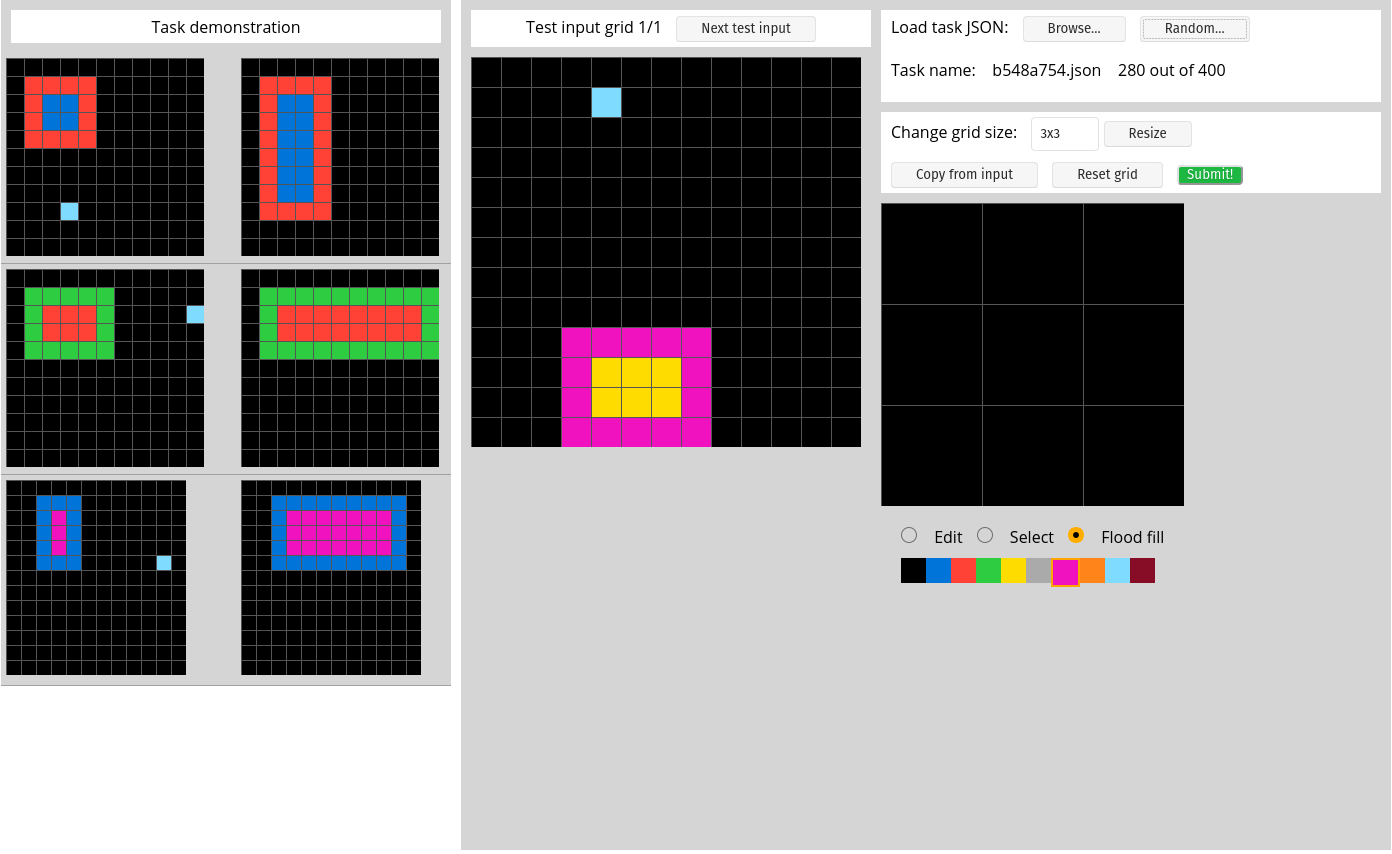 Task demonstration
Test input grid 1/1
Next test input
Load task JSON:
Browse...
Random...
Task name: b548a754.json 280 out of 400
Change grid size:
3x3
Resize
Copy from input
Reset grid
Submit!
Edit
Select
Flood fill